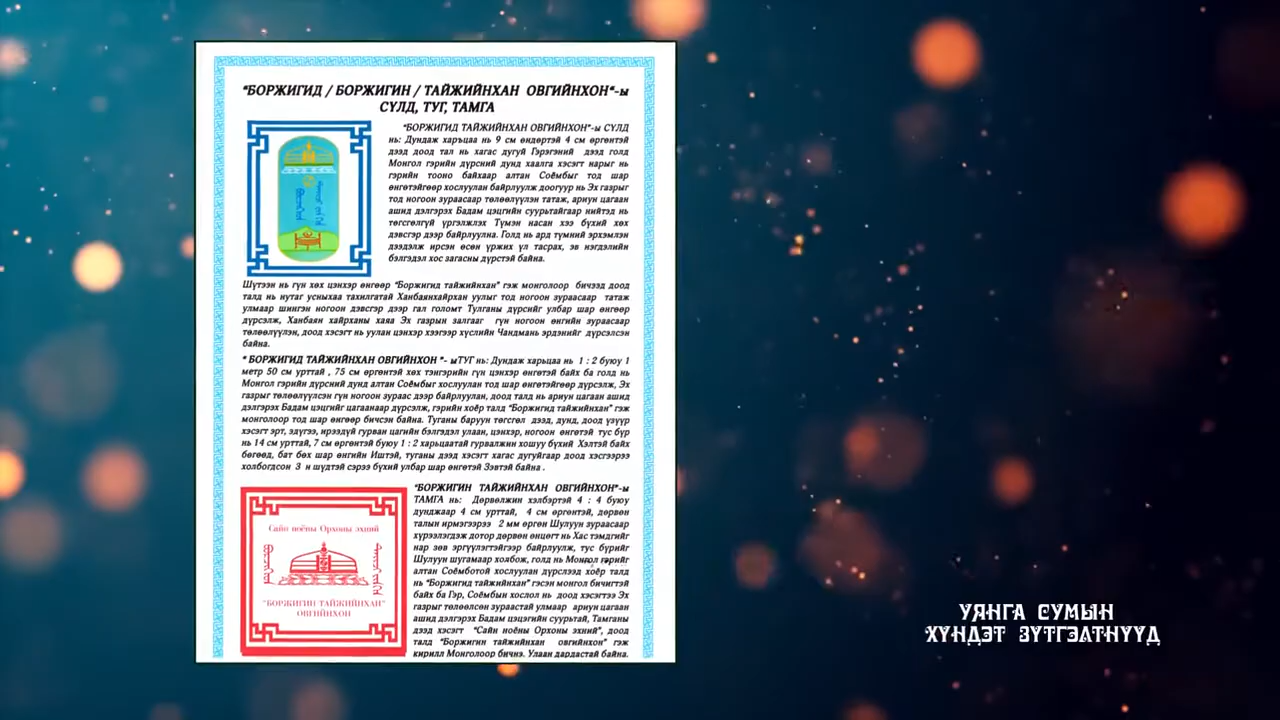 "БОРЖИГИД / БОРЖИГИН / ТАЙЖИЙНХАН ОВГИЙНХОН"-ы
СҮЛД, ТУГ, ТАМГА
"БОРЖИГИД ТАЙЖИЙНХАН ОВГИЙНХОН"-ы СҮЛД
нь: Дундаж харьцаа нь 9 см өндөртэй 4 см өргөнтэй
дээд доод тал нь хагас дугуй Гэрэгэний дээд голд
Монгол гэрийн дүрсний дунд хаалга хэсэгт нарыг нь
гэрийн тооно байхаар алтан Соёмбыг тод шар
өнгөтэйгөөр хослуулан байрлуулж доогуур нь Эх газрыг
тод ногоон зураасаар төлөөлүүлэн татаж, ариун цагаан
ашид дэлгэрэх Бадам цэцгийн суурьтайгаар нийтэд нь
төгсгөлгүй үргэлжлэх Түмэн насан хээ бүхий хөх
дэвсгэр дээр байрлуулна. Голд нь ард түмний эрхэмлэн
дээдэлж ирсэн өсөн үржих үл тасрах, эв нэгдэлийн
бэлгэдэл хос загасны дүрстэй байна.
Шүтээн нь гүн хөх цэнхэр өнгөөр "Боржигид тайжийнхан" гэж монголоор бичээд доод
талд нь нутаг усныхаа тахилгатай Ханбаянхайрхан уулыг тод ногоон зураасаар татаж
улмаар шингэн ногоон дэвсгэр дээр гал голомт Тулганы дүрсийг улбар шар өнгөөр
дүрсэлж, Ханбаян хайрханы хаяа Эх газрын залгааг гүн ногоон өнгийн зураасаар
төлөөлүүлэн, доод хэсэгт нь уулан цэнхэр хээгээр хүслийн Чандмань эрдэнийг дүрсэлсэн
байна.
" БОРЖИГИД ТАЙЖИЙНХАН ОВГИЙНХОН "- ыТУГ нь: Дундаж харьцаа нь 1 : 2 буюу 1
метр 50 см урттай , 75 см өргөнтэй хөх тэнгэрийн гүн цэнхэр өнгөтэй байх ба голд нь
Монгол гэрийн дүрсний дунд алтан Соёмбыг хослуулан тод шар өнгөтэйгөөр дүрсэлж, Эх
газрыг төлөөлүүлсэн гүн ногоон зураас дээр байрлуулан, доод талд нь ариун цагаан ашид
дэлгэрэх Бадам цэцгийг цагаанаар дүрсэлж, гэрийн хоёр талд "Боржигид тайжийнхан" гэж
монголоор тод шар өнгөөр бичсэн байна. Туганы баруун төгсгөл дээд, дунд, доод үзүүр
хэсэгт эрт, эдүгээ, ирээдүй гурван цагийн бэлгэдэл улаан, цэнхэр, ногоон өнгөтэй тус бүр
нь 14 см урттай, 7 см өргөнтэй буюу 1 : 2 харьцаатай гурвалжин хошуу бүхий Хэлтэй байх
бөгөөд, бат бөх шар өнгийн Иштэй, туганы дээд хэсэгт хагас дугуйгаар доод хэсгээрээ
холбогдсон 3 н шүдтэй сэрээ бүхий улбар шар өнгөтэй Зэвтэй байна .
"БОРЖИГИН ТАЙЖИЙНХАН ОВГИЙНХОН"-ы
ТАМГА нь: Дөрвөлжин хэлбэртэй 4 : 4 буюу
дунджаар 4 см урттай, 4 см өргөнтэй, дөрвөн
талын ирмэгээрээ 2 мм өргөн Шулуун зураасаар
хүрээлэгдэж дотор дөрвөн өнцөгт нь Хас тэмдгийг
нар зөв эргүүлэгтэйгээр байрлуулж, тус бүрийг
Шулуун шугамаар холбож, голд нь Монгол гэрийг
алтан Соёмботой хослуулан дүрслээд хоёр талд
нь "Боржигид тайжийнхан" гэсэн монгол бичигтэй
байх ба Гэр, Соёмбын хослол нь доод хэсэгтээ Эх
газрыг төлөөлсөн зураастай улмаар ариун цагаан
ашид дэлгэрэх Бадам цэцэгийн суурьтай, Тамганы
дээд хэсэгт "Сайн ноёны Орхоны эхний", доод
талд "Боржигин тайжийнхан овгийнхон" гэж
кирилл Монголоор бичнэ. Улаан дардастай байна.
Сайн ноёны Орхоны эхний
"БОРЖИГИН ТАЙЖИЙНХАН"
ОВГИЙНХОН
УЯНГА СУМЫН
ХҮНДЭТ ЗҮТГЭЛТНҮҮД